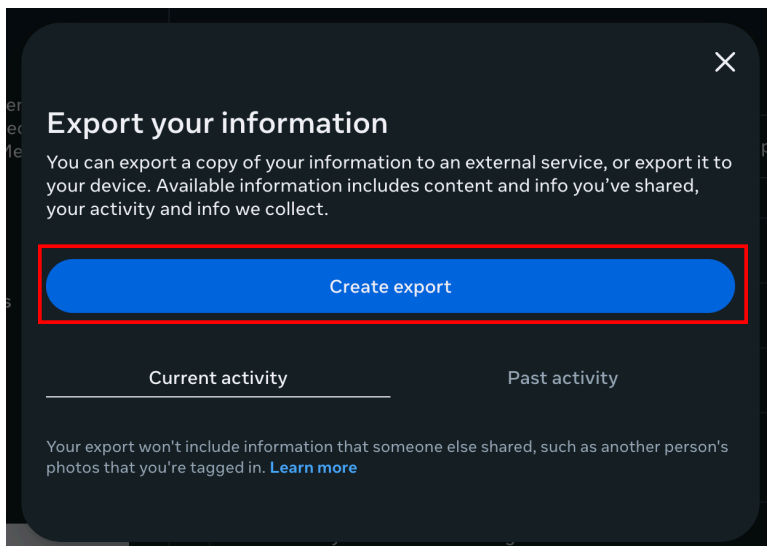 Export your information
You can export a copy of your information to an external service, or export it to
your device. Available information includes content and info you’ve shared,
your activity and info we collect.
Create export
Current activity
Past activity
Your export won't include information that someone else shared, such as another person's
photos that you're tagged in. Learn more